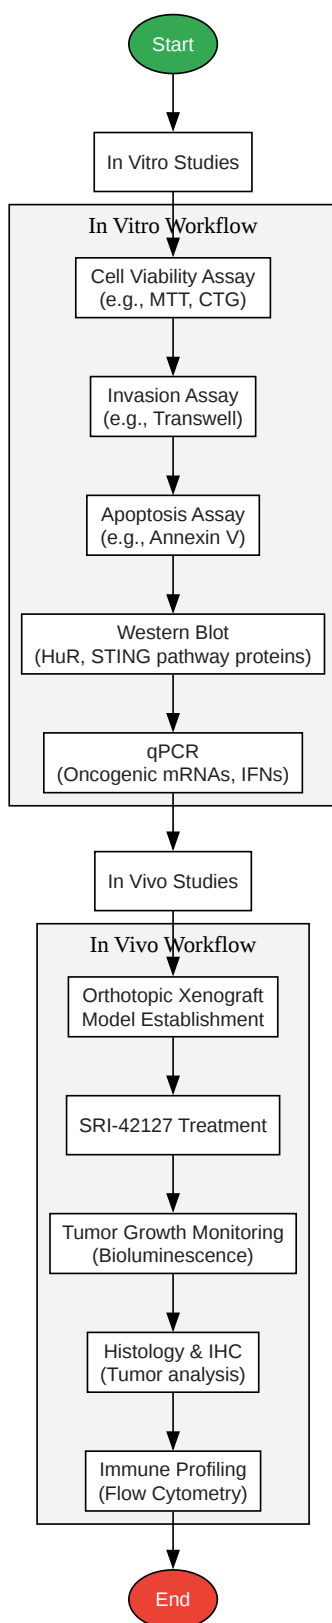 Start
In Vitro Studies
In Vitro Workflow
Cell Viability Assay
(e.g., MTT, CTG)
Invasion Assay
(e.g., Transwell)
Apoptosis Assay
(e.g., Annexin V)
Western Blot
(HuR, STING pathway proteins)
qPCR
(Oncogenic mRNAs, IFNs)
In Vivo Studies
In Vivo Workflow
Orthotopic Xenograft
Model Establishment
SRI-42127 Treatment
Tumor Growth Monitoring
(Bioluminescence)
Histology & IHC
(Tumor analysis)
Immune Profiling
(Flow Cytometry)
End